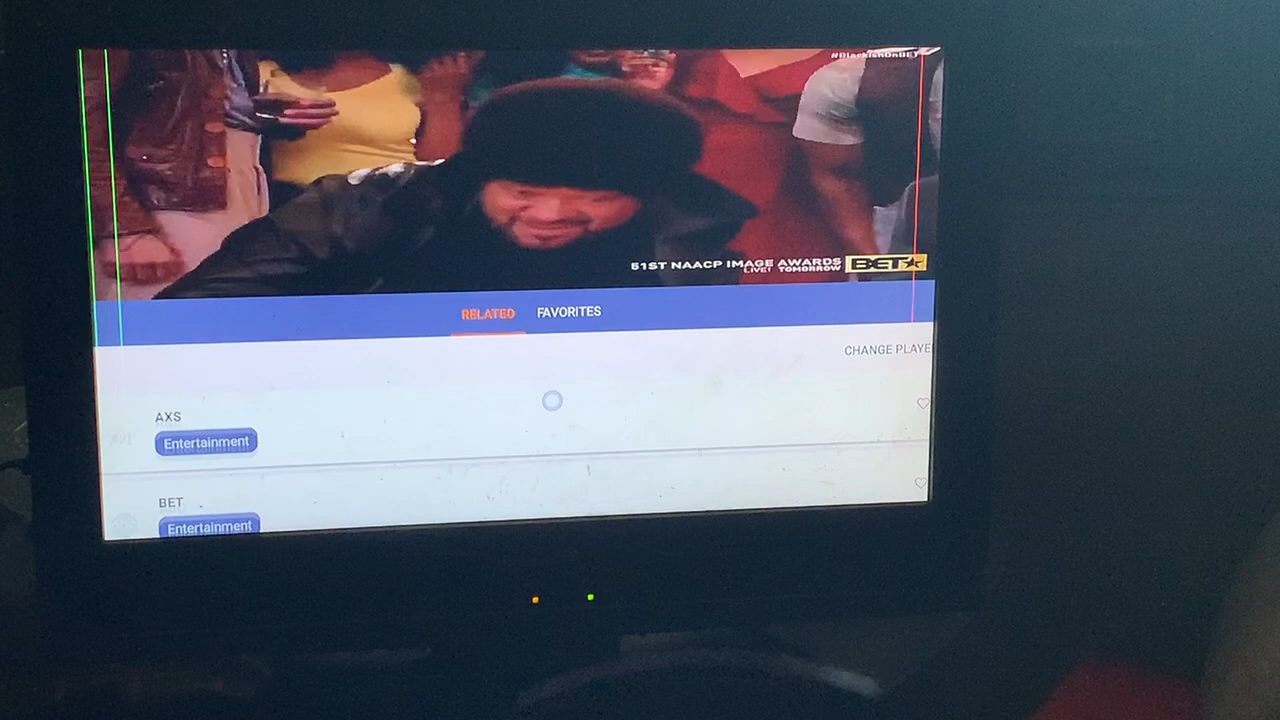 #BlackishOnBET
51ST NAACP IMAGE AWARDS
LIVE! TOMORROW
BET
RELATED FAVORITES
CHANGE PLAYE
AXS
Entertainment
BET
Entertainment